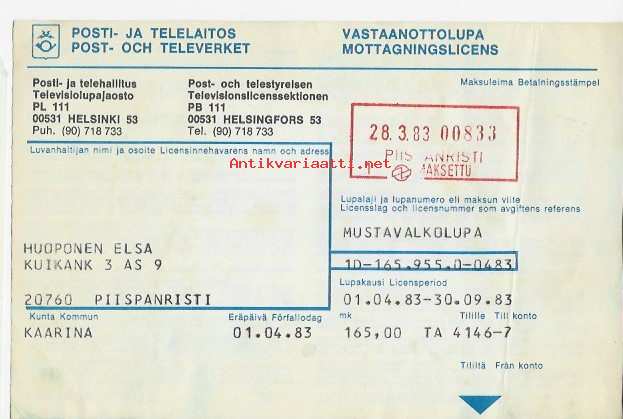 POSTI- JA TELELAITOS
POST- OCH TELEVERKET
VASTAANOTTOLUPA
MOTTAGNINGSLICENS
Posti- ja telehallitus
Televisiolupajaosto
PL 111
00531 HELSINKI 53
Puh. (90) 718 733
Post- och telestyrelsen
Televisionslicenssektionen
PB 111
00531 HELSINGFORS 53
Tel. (90) 718 733
Maksuleima Betalningsstämpel
28.3.83 00833
PIISPANRISTI
1 MAKSETTU
Antikvariaatti.net
Luvanhaltijan nimi ja osoite Licensinnehavarens namn och adress
Lupalaji ja lupanumero eli maksun viite
Licensslag och licensnummer som avgiftens referens
MUSTAVALKOLUPA
HUOPONEN ELSA
KUIKANK 3 AS 9
1D-165.955.0-0483
Lupakausi Licensperiod
20760 PIISPANRISTI
01.04.83-30.09.83
Kunta Kommun
Eräpäivä Förfallodag
mk
Tilille Till konto
KAARINA
01.04.83
165,00 TA 4146-7
Tililtä Från konto